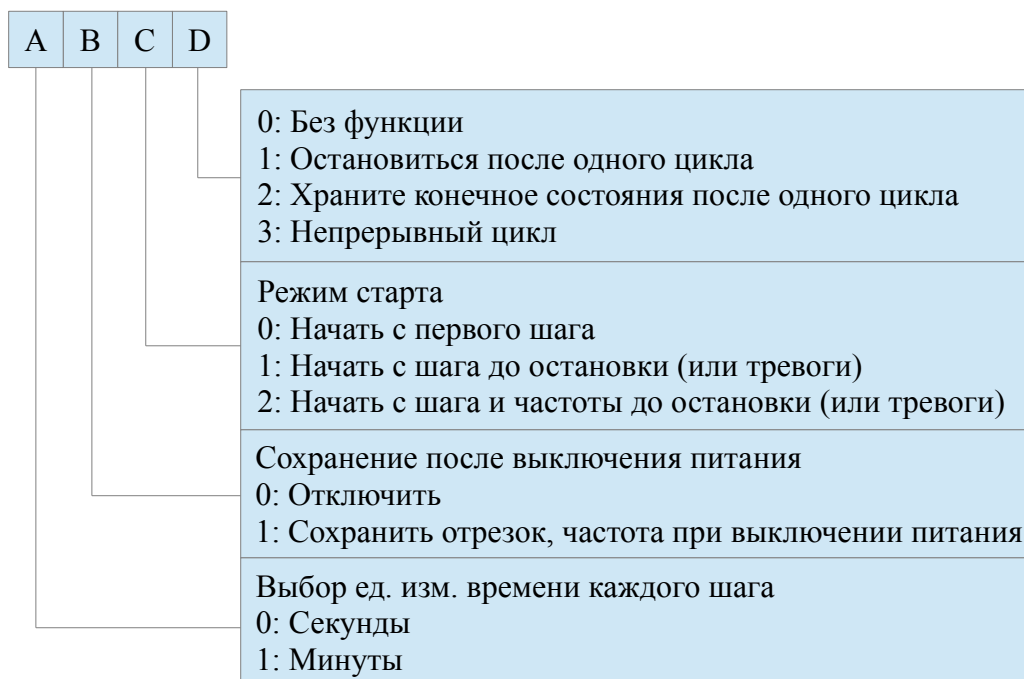 A B C D
0: Без функции
1: Остановиться после одного цикла
2: Храните конечное состояния после одного цикла
3: Непрерывный цикл
Режим старта
0: Начать с первого шага
1: Начать с шага до остановки (или тревоги)
2: Начать с шага и частоты до остановки (или тревоги)
Сохранение после выключения питания
0: Отключить
1: Сохранить отрезок, частота при выключении питания
Выбор ед. изм. времени каждого шага
0: Секунды
1: Минуты